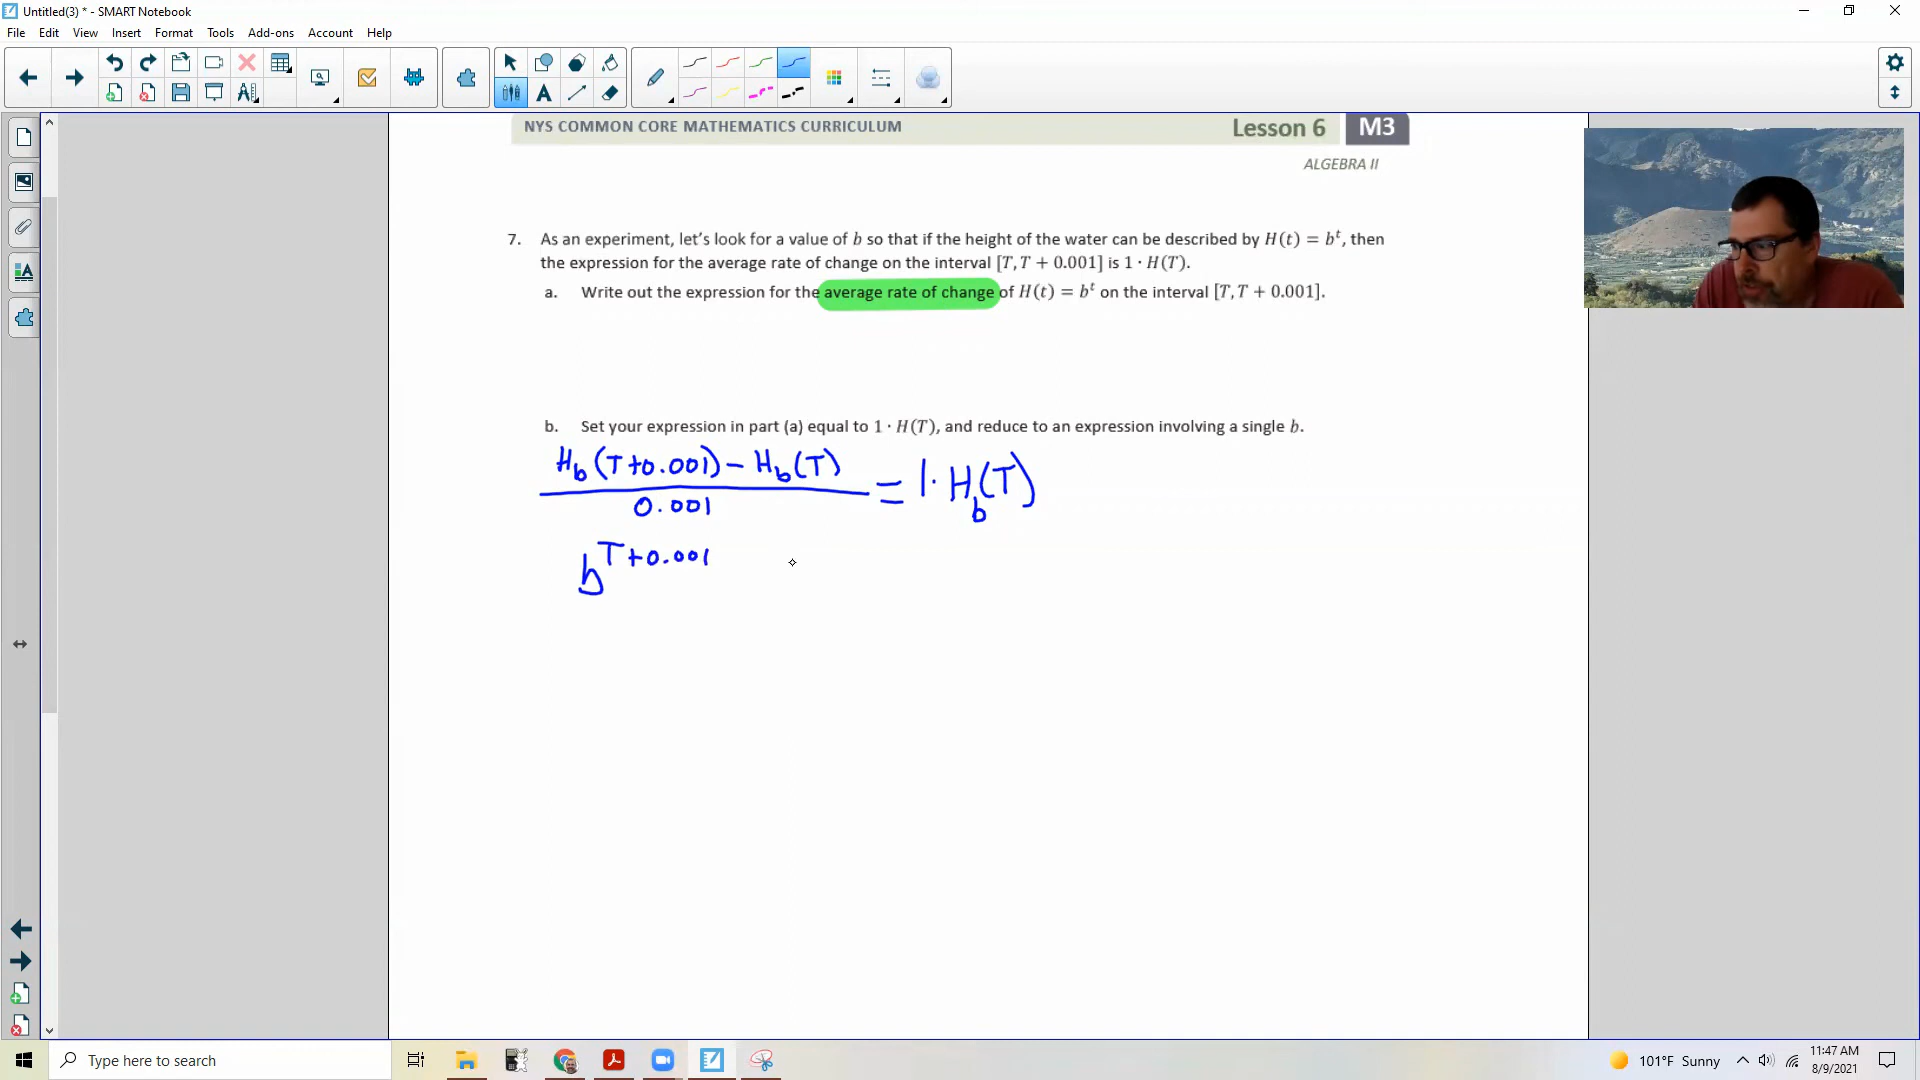 Untitled(3) * - SMART Notebook
File Edit View Insert Format Tools Add-ons Account Help
NYS COMMON CORE MATHEMATICS CURRICULUM
Lesson 6 M3
ALGEBRA II
7. As an experiment, let's look for a value of b so that if the height of the water can be described by H(t) = bᵗ, then
the expression for the average rate of change on the interval [T, T + 0.001] is 1 · H(T).
a. Write out the expression for the average rate of change of H(t) = bᵗ on the interval [T, T + 0.001].
b. Set your expression in part (a) equal to 1 · H(T), and reduce to an expression involving a single b.
H_b(T+0.001) – H_b(T)
= 1· H_b(T)
0.001
b^T+0.001
Type here to search
101°F Sunny
11:47 AM
8/9/2021